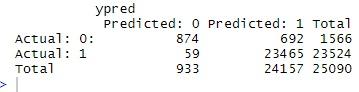 ypred
Predicted: 0 Predicted: 1 Total
Actual: 0: 874 692 1566
Actual: 1 59 23465 23524
Total 933 24157 25090
>